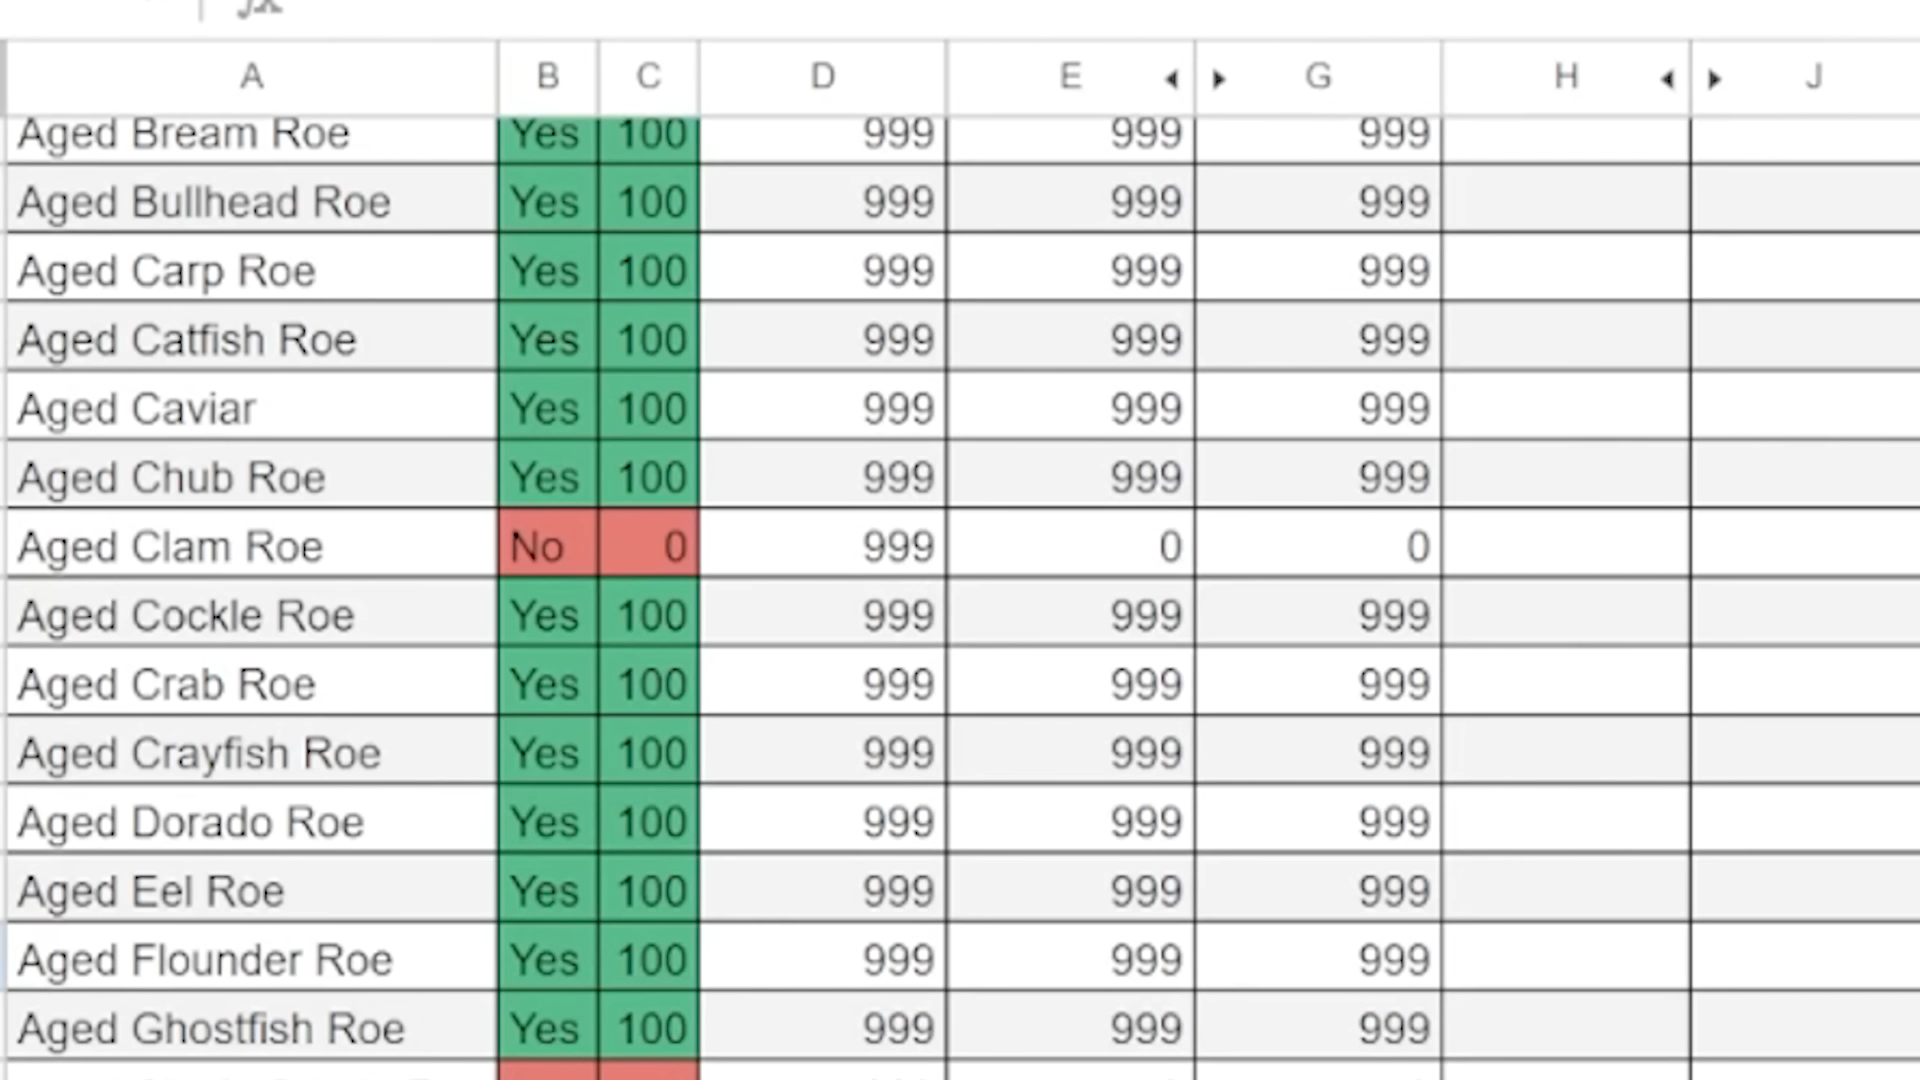 fx
A B C D E G H J
Aged Bream Roe Yes 100 999 999 999
Aged Bullhead Roe Yes 100 999 999 999
Aged Carp Roe Yes 100 999 999 999
Aged Catfish Roe Yes 100 999 999 999
Aged Caviar Yes 100 999 999 999
Aged Chub Roe Yes 100 999 999 999
Aged Clam Roe No 0 999 0 0
Aged Cockle Roe Yes 100 999 999 999
Aged Crab Roe Yes 100 999 999 999
Aged Crayfish Roe Yes 100 999 999 999
Aged Dorado Roe Yes 100 999 999 999
Aged Eel Roe Yes 100 999 999 999
Aged Flounder Roe Yes 100 999 999 999
Aged Ghostfish Roe Yes 100 999 999 999